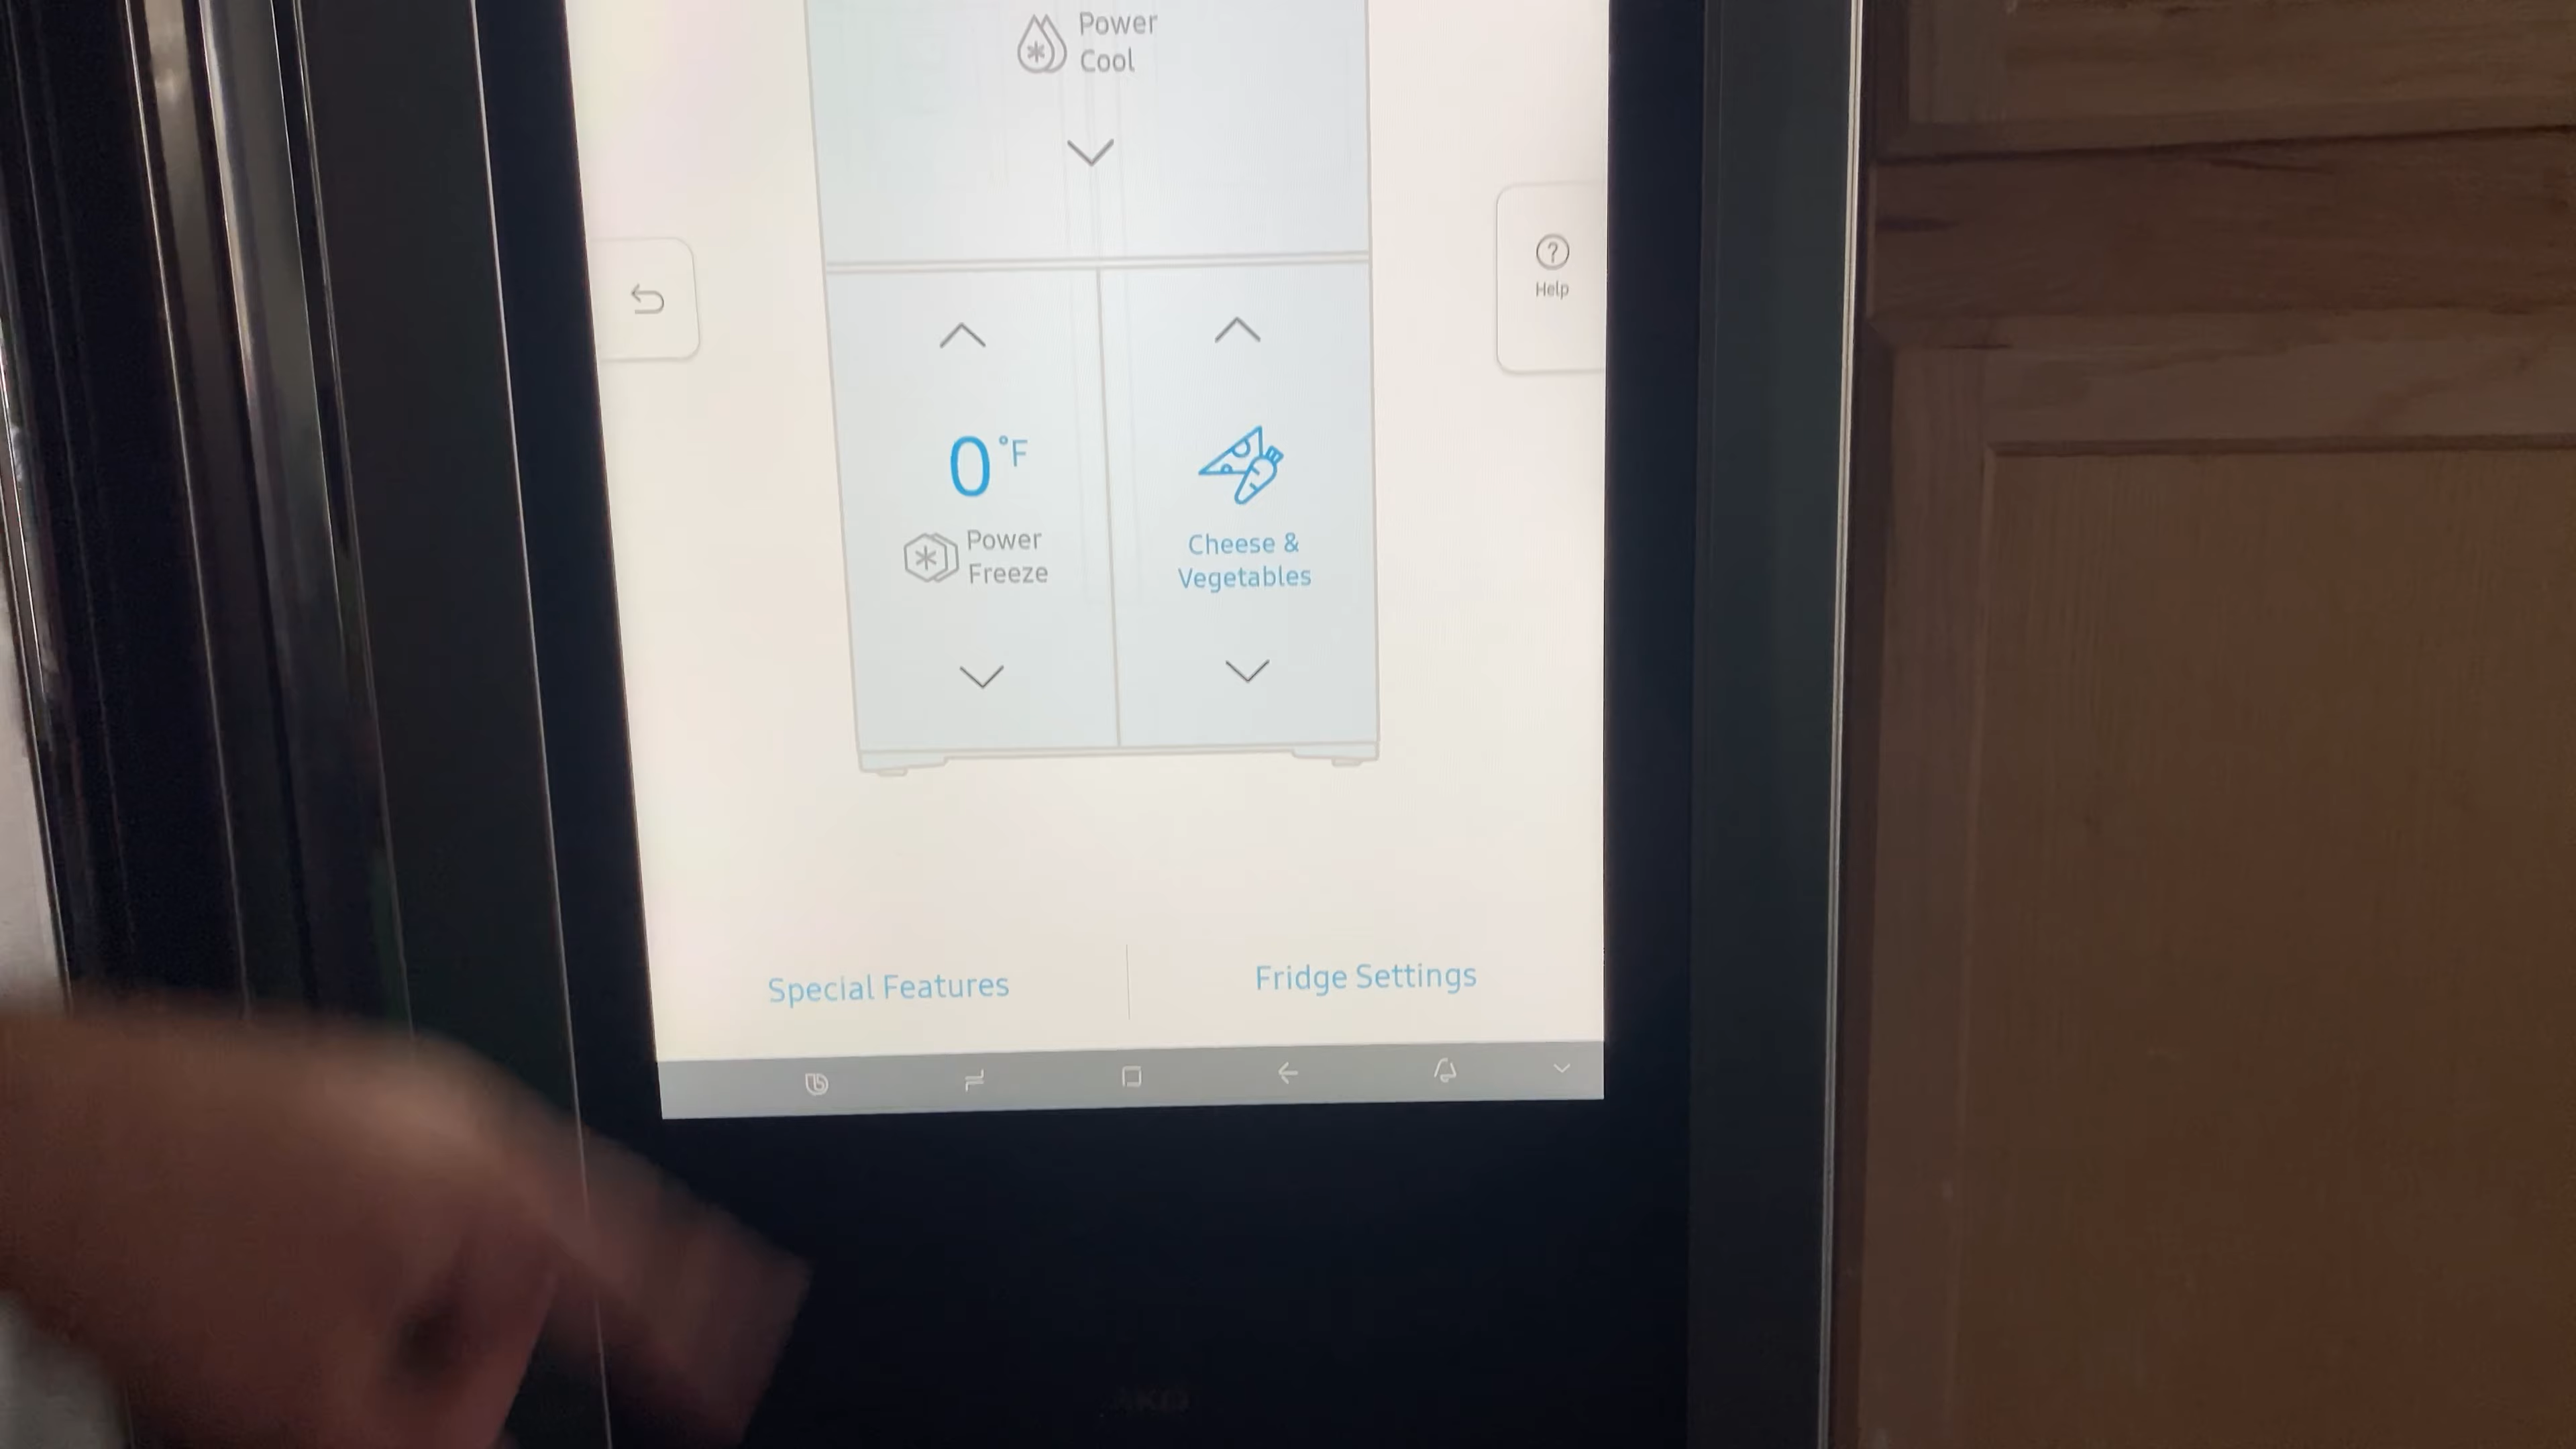 Power
Cool
Help
0°F
Power
Freeze
Cheese &
Vegetables
Special Features
Fridge Settings